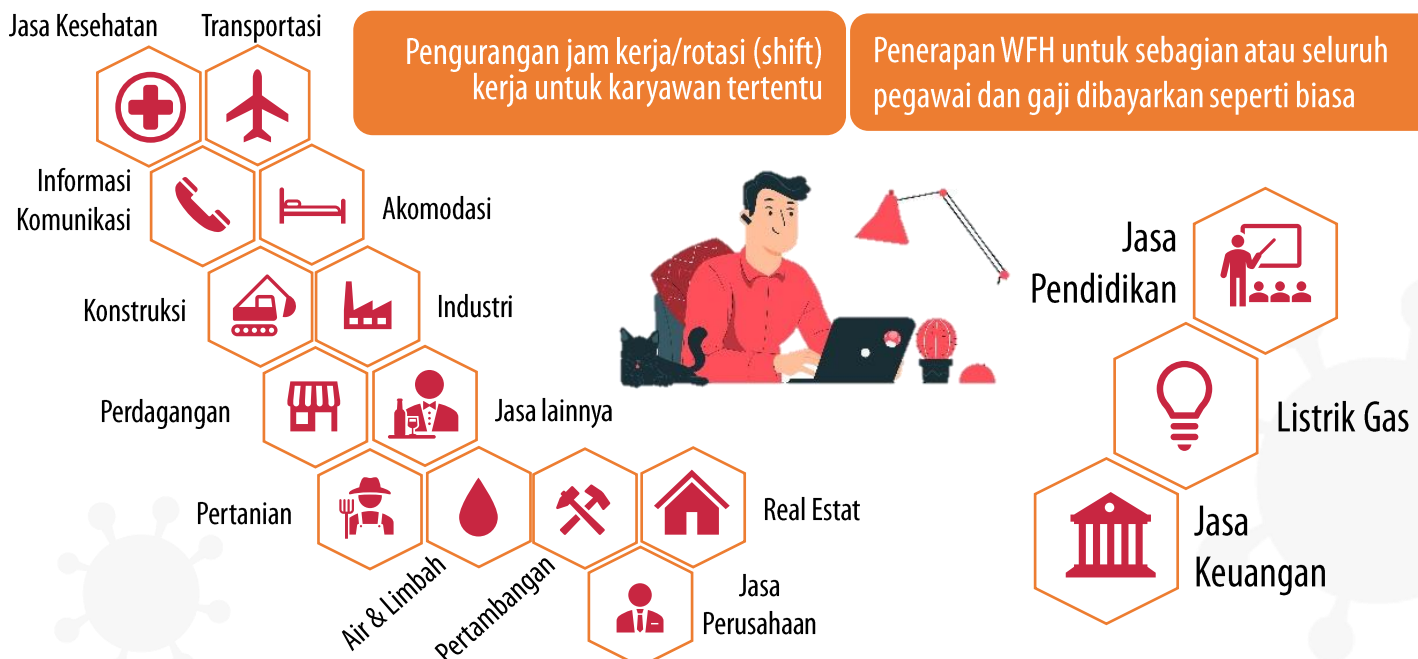 Jasa Kesehatan
Transportasi
Pengurangan jam kerja/rotasi (shift)
kerja untuk karyawan tertentu
Penerapan WFH untuk sebagian atau seluruh
pegawai dan gaji dibayarkan seperti biasa
Informasi
Komunikasi
Akomodasi
Konstruksi
Industri
Perdagangan
Jasa lainnya
Pertanian
Air & Limbah
Pertambangan
Real Estat
Jasa
Perusahaan
Jasa
Pendidikan
Listrik Gas
Jasa
Keuangan